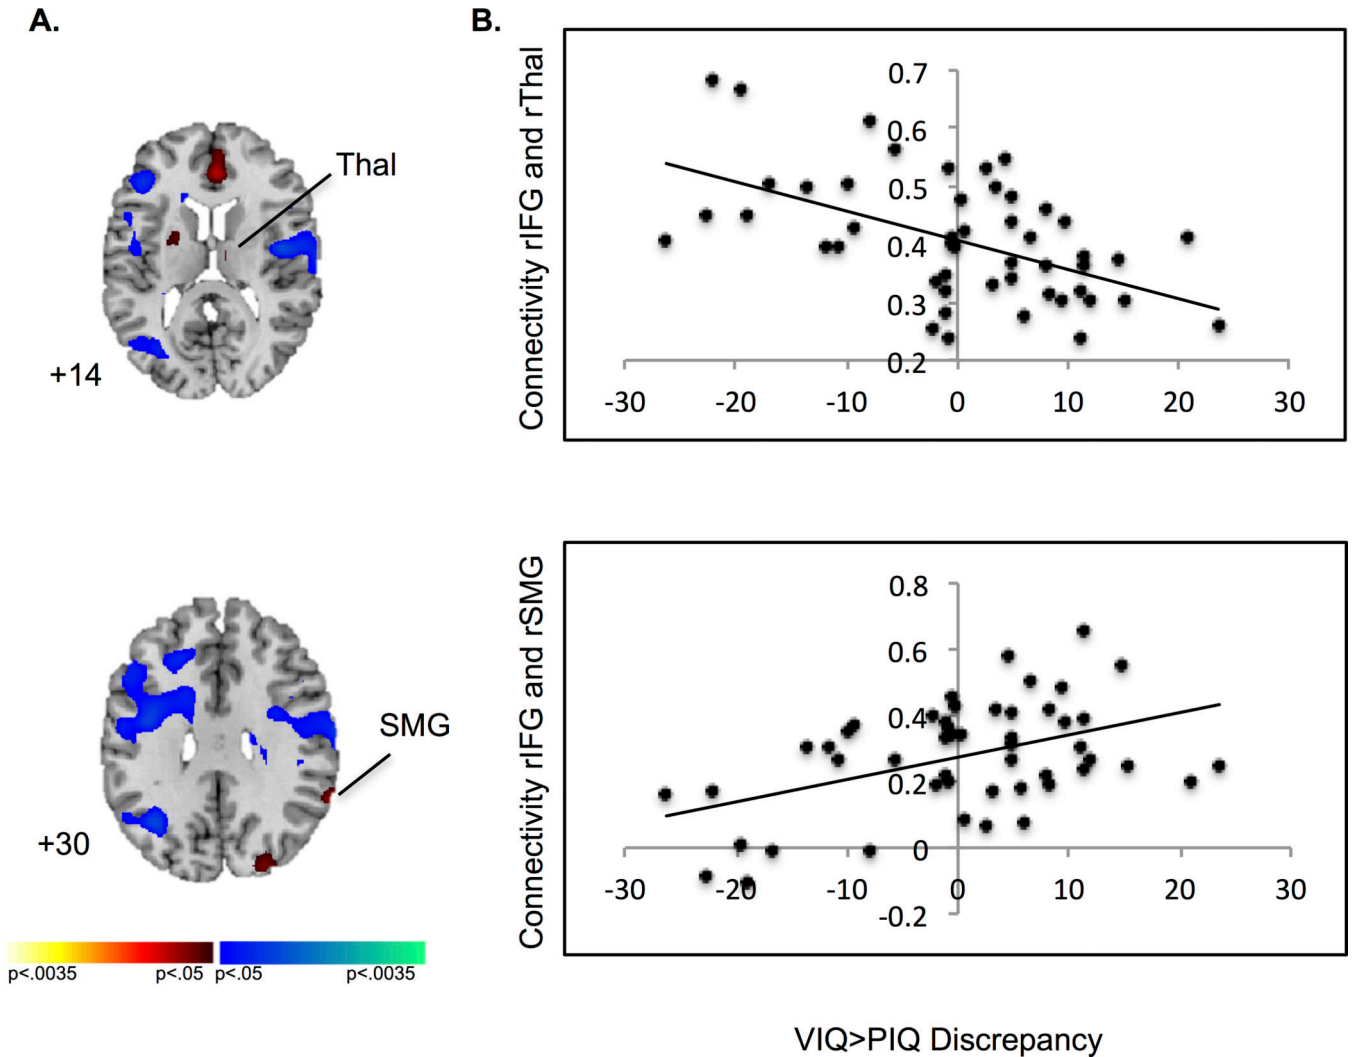 A.
Thal
+14
SMG
+30
p<.0035 p<.05 p<.05 p<.0035
B.
Connectivity rIFG and rThal
0.7
0.6
0.5
0.4
0.3
0.2
-30 -20 -10 0 10 20 30
Connectivity rIFG and rSMG
0.8
0.6
0.4
0.2
0
-30 -20 -10 0 10 20 30
-0.2
VIQ>PIQ Discrepancy